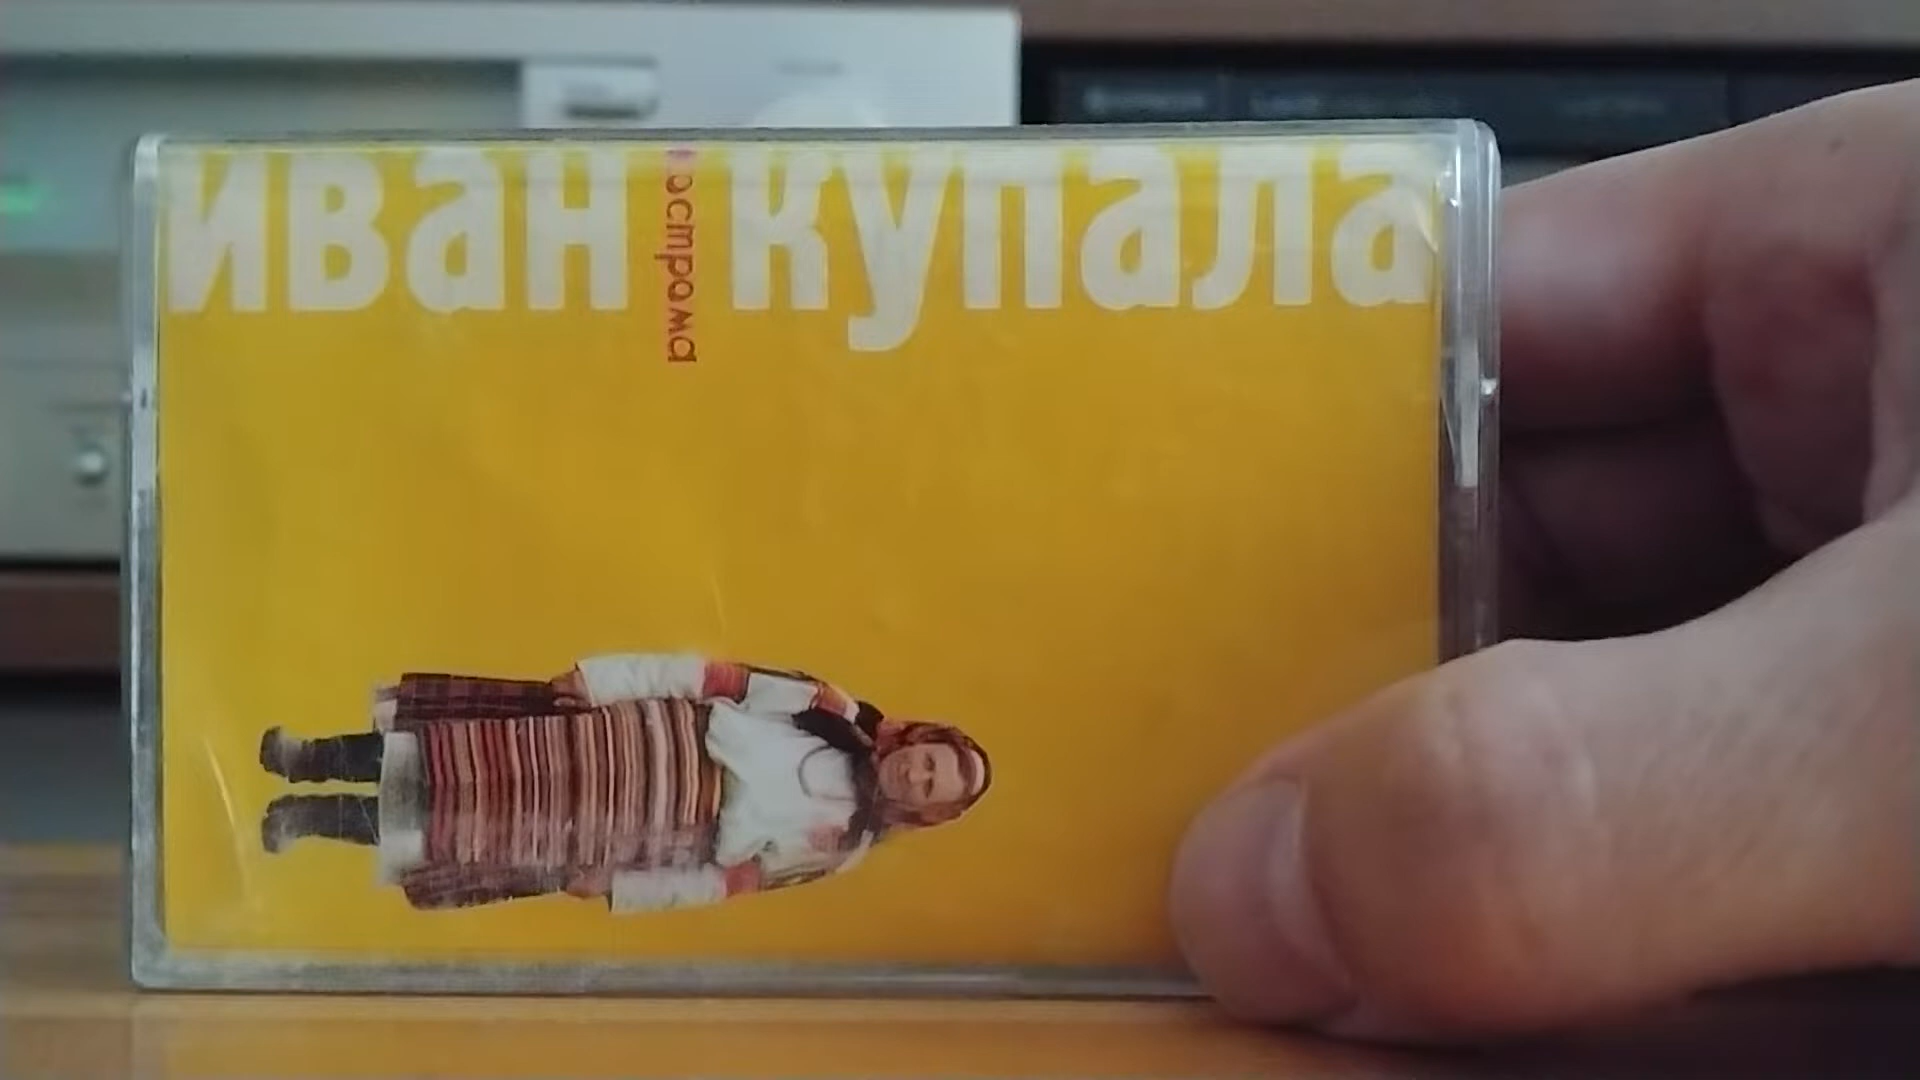 иван купала
кострома